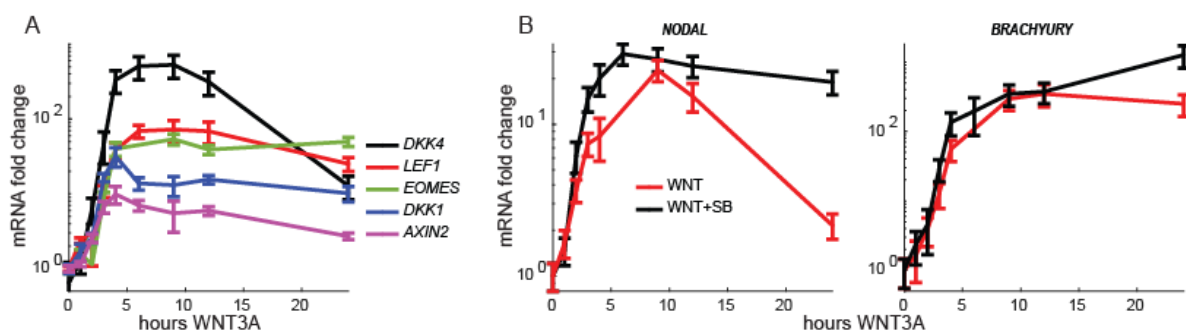 A
mRNA fold change
10 2
10 0
0
5
10
15
20
hours WNT3A
DKK4
LEF1
EOMES
DKK1
AXIN2
B
NODAL
mRNA fold change
10 1
10 0
WNT
WNT+SB
0
5
10
15
20
BRACHYURY
10 2
10 0
0
5
10
15
20
hours WNT3A